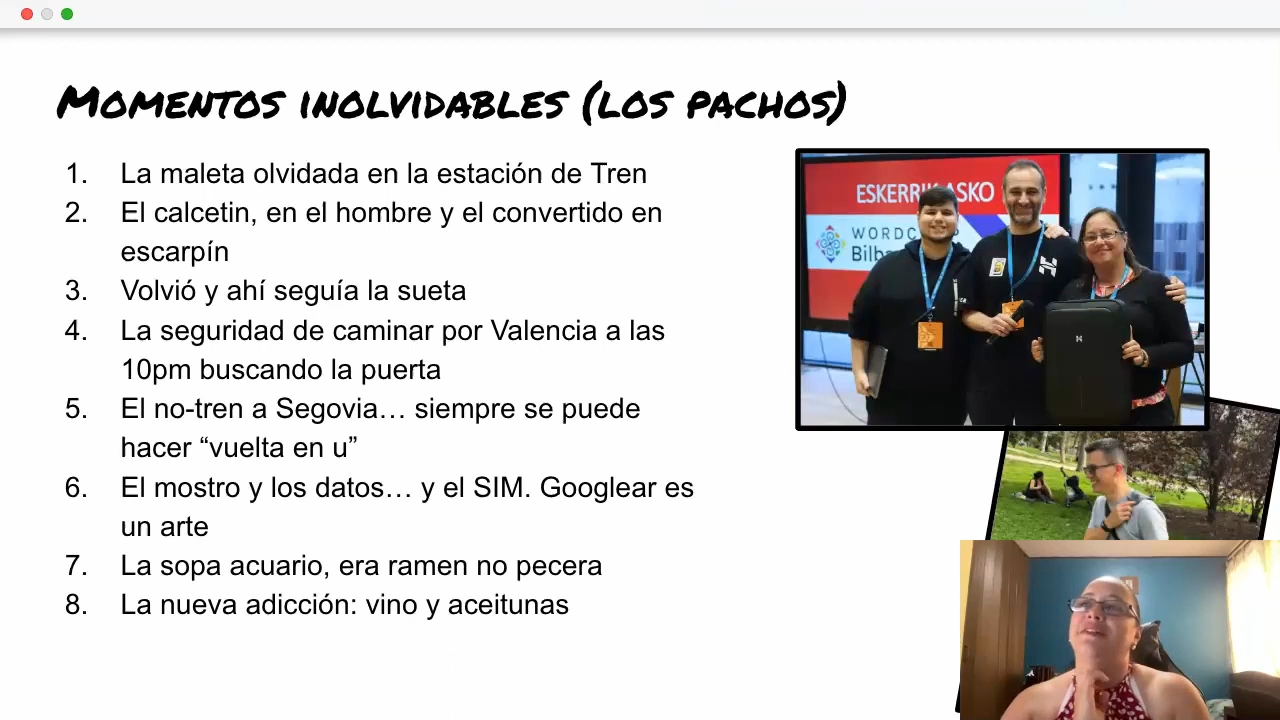 Momentos inolvidables (los pachos)
1. La maleta olvidada en la estación de Tren
2. El calcetin, en el hombre y el convertido en
escarpín
3. Volvió y ahí seguía la sueta
4. La seguridad de caminar por Valencia a las
10pm buscando la puerta
5. El no-tren a Segovia… siempre se puede
hacer “vuelta en u”
6. El mostro y los datos… y el SIM. Googlear es
un arte
7. La sopa acuario, era ramen no pecera
8. La nueva adicción: vino y aceitunas
ASKO